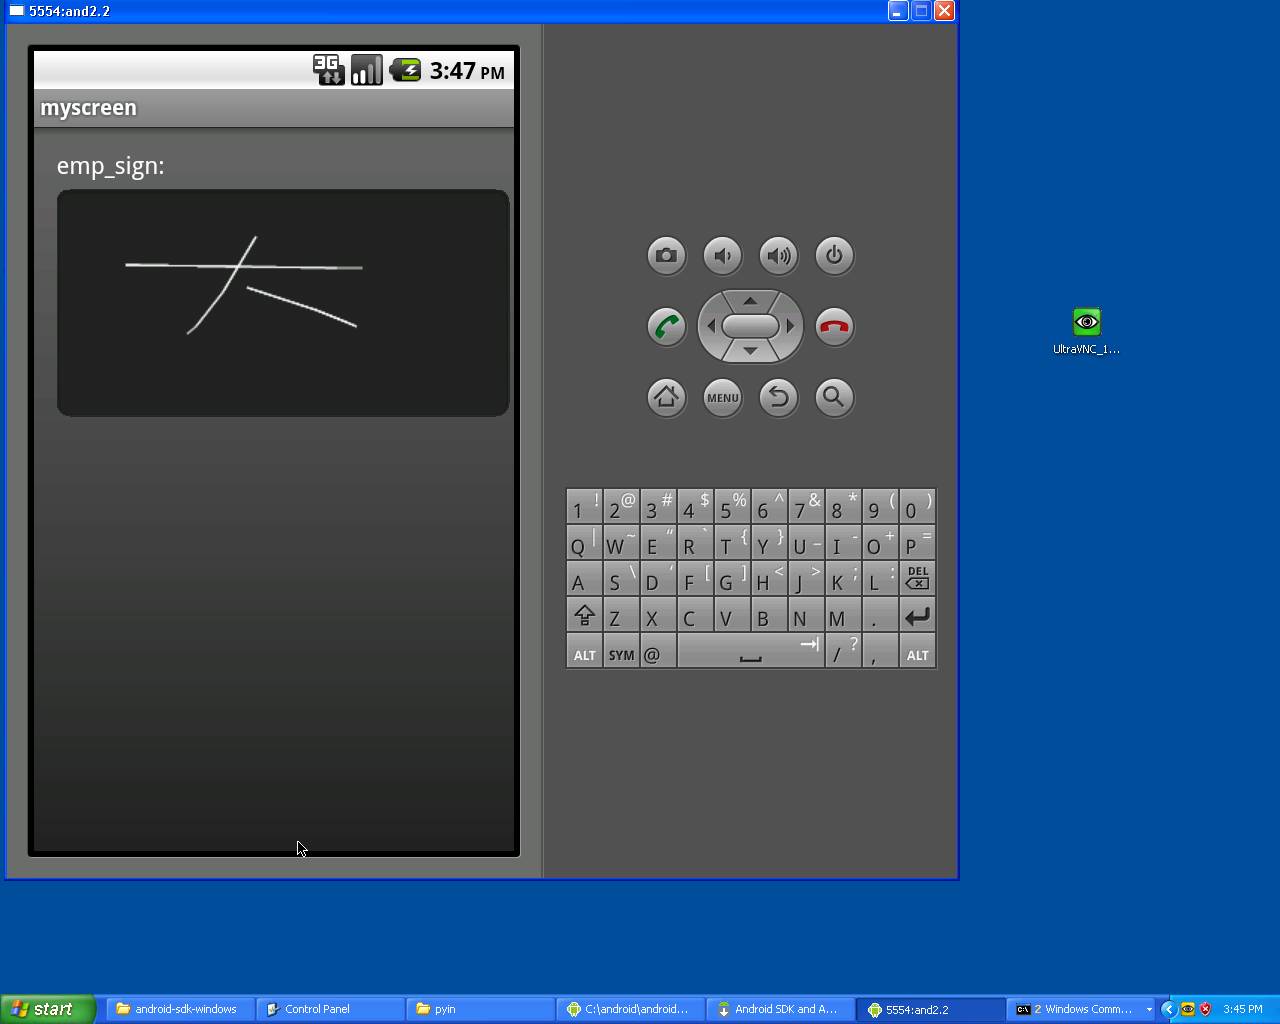 5554:and2.2
3G
3:47 PM
myscreen
emp_sign:
大
MENU
1 ! 2 @ 3 # 4 $ 5 % 6 ^ 7 & 8 * 9 ( 0 )
Q | W ~ E “ R ` T { Y } U _ I - O + P =
A S \ D ‘ F [ G ] H < J > K ; L : DEL
Z X C V B N M .
ALT SYM @ / ? , ALT
UltraVNC_1...
start
android-sdk-windows
Control Panel
pyin
C:\android\android...
Android SDK and A...
5554:and2.2
2 Windows Comm...
3:45 PM